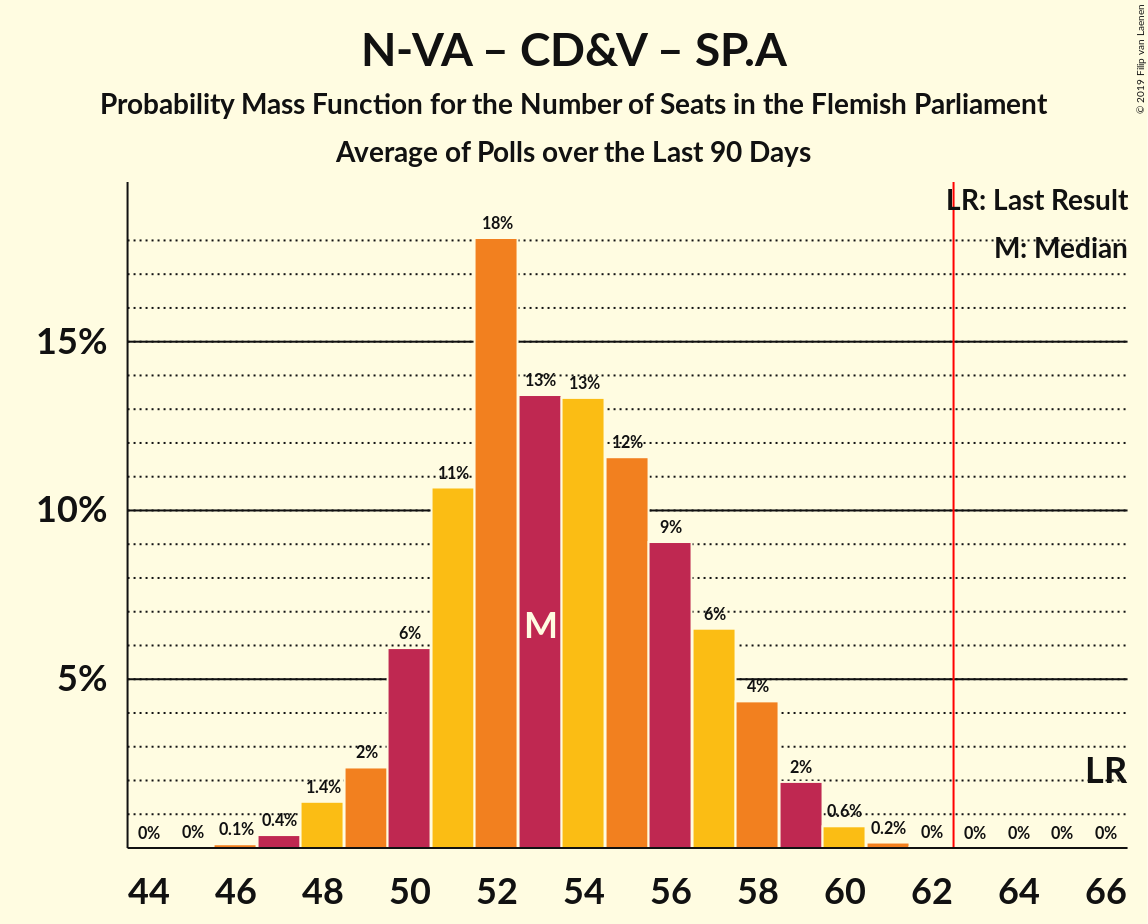 N-VA – CD&V – SP.A
Probability Mass Function for the Number of Seats in the Flemish Parliament
Average of Polls over the Last 90 Days
© 2019 Filip van Laenen
LR: Last Result
M: Median
15%
10%
5%
0%
0%
0.1%
0.4%
1.4%
2%
6%
11%
18%
13%
13%
12%
9%
6%
4%
2%
0.6%
0.2%
0%
0%
0%
0%
0%
M
LR
44 46 48 50 52 54 56 58 60 62 64 66